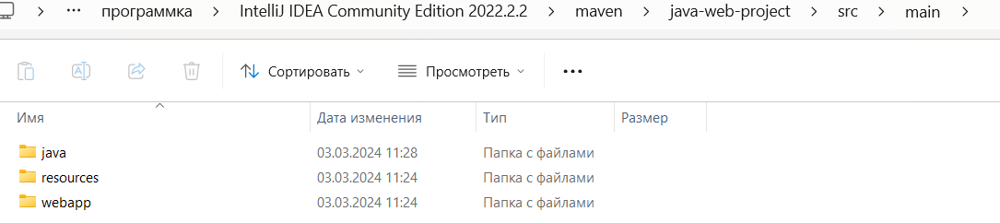 ··· > программка > IntelliJ IDEA Community Edition 2022.2.2 > maven > java-web-project > src > main >
Сортировать Просмотреть ···
Имя Дата изменения Тип Размер
java 03.03.2024 11:28 Папка с файлами
resources 03.03.2024 11:24 Папка с файлами
webapp 03.03.2024 11:24 Папка с файлами